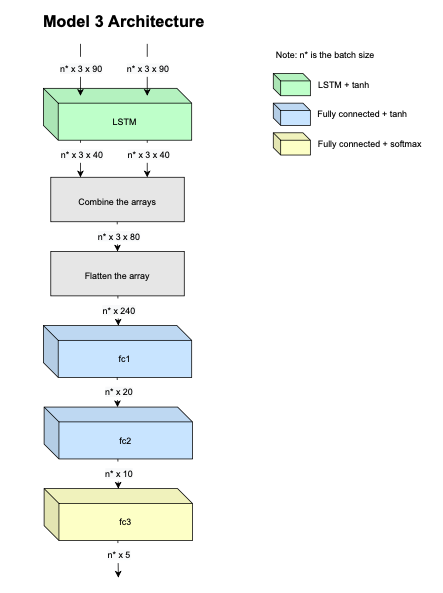 Model 3 Architecture
Note: n* is the batch size
n* x 3 x 90 n* x 3 x 90
LSTM + tanh
LSTM
Fully connected + tanh
Fully connected + softmax
n* x 3 x 40 n* x 3 x 40
Combine the arrays
n* x 3 x 80
Flatten the array
n* x 240
fc1
n* x 20
fc2
n* x 10
fc3
n* x 5